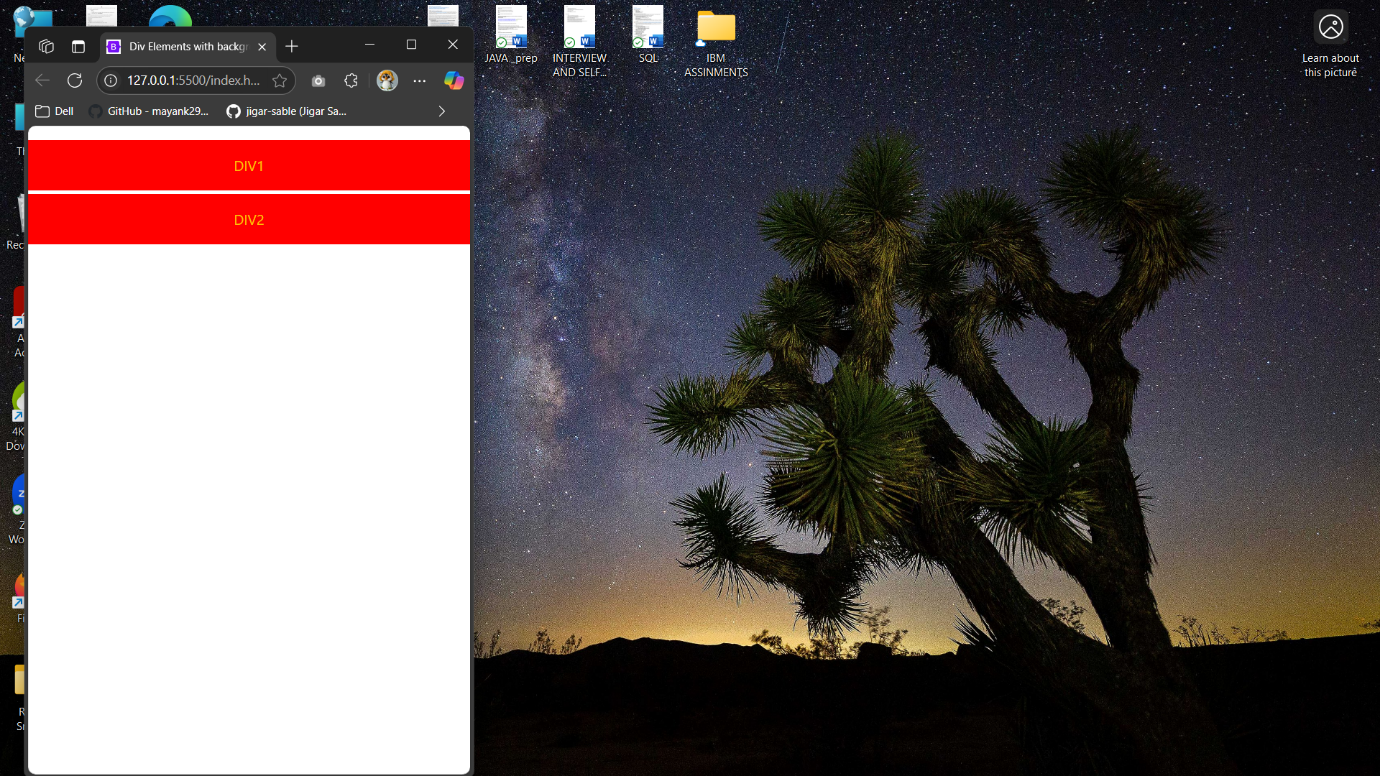 Div Elements with backgr
127.0.0.1:5500/index.h...
Dell
GitHub - mayank29...
jigar-sable (Jigar Sa...
DIV1
DIV2
JAVA_prep
INTERVIEW
AND SELF...
SQL
IBM
ASSINMENTS
Learn about
this picture